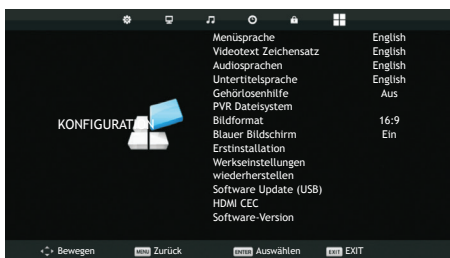 Menüsprache English
Videotext Zeichensatz English
Audiosprachen English
Untertitelsprache English
Gehörlosenhilfe Aus
PVR Dateisystem
KONFIGURATION
Bildformat 16:9
Blauer Bildschirm Ein
Erstinstallation
Werkseinstellungen
wiederherstellen
Software Update (USB)
HDMI CEC
Software-Version
Bewegen MENU Zurück ENTER Auswählen EXIT EXIT